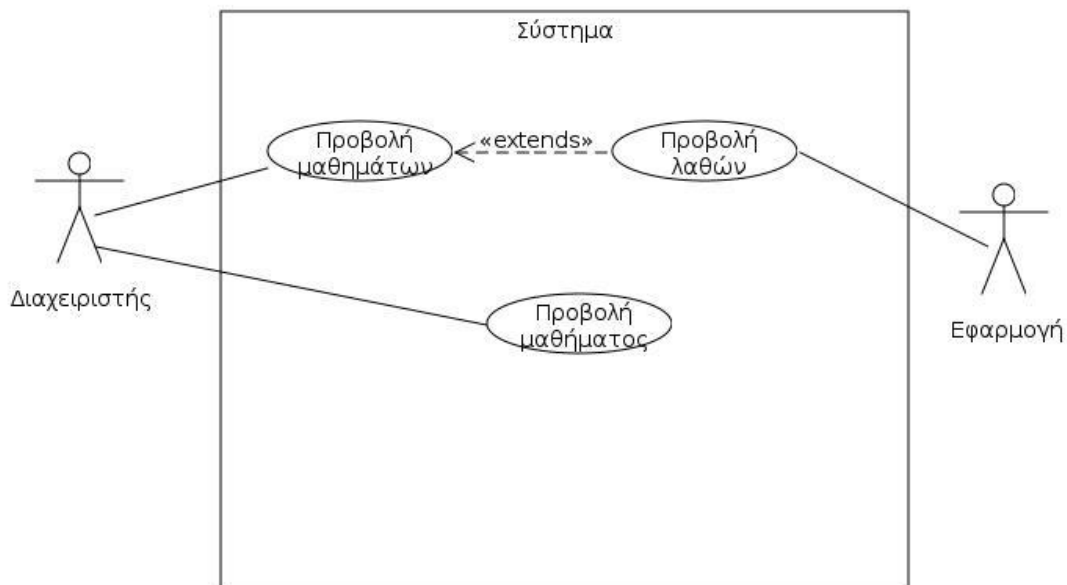 Σύστημα
Προβολή
μαθημάτων
«extends»
Προβολή
λαθών
Διαχειριστής
Προβολή
μαθήματος
Εφαρμογή